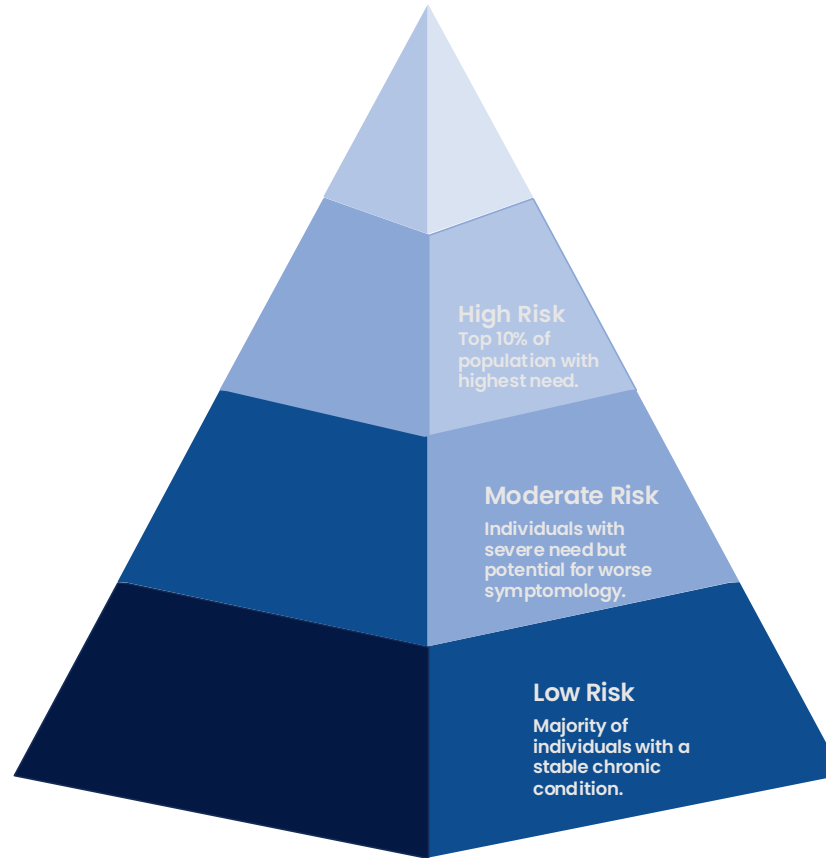 High Risk
Top 10% of
population with
highest need.
Moderate Risk
Individuals with
severe need but
potential for worse
symptomology.
Low Risk
Majority of
individuals with a
stable chronic
condition.